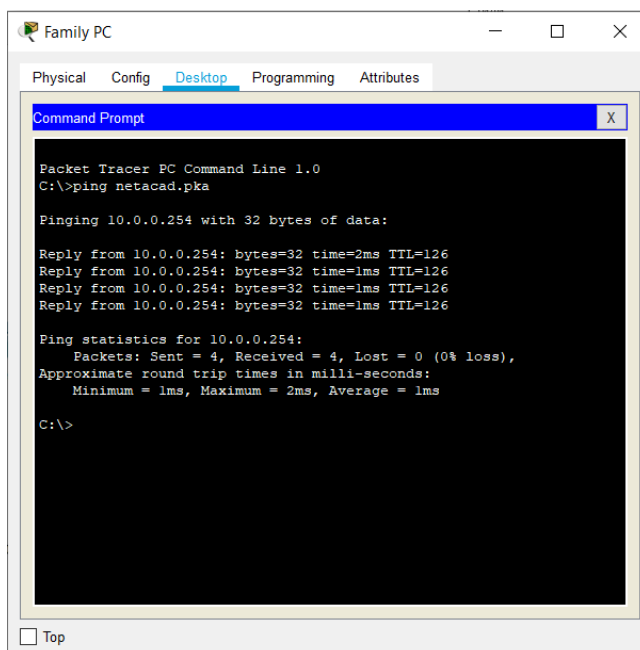 Family PC
Physical Config Desktop Programming Attributes
Command Prompt X
Packet Tracer PC Command Line 1.0
C:\>ping netacad.pka
Pinging 10.0.0.254 with 32 bytes of data:
Reply from 10.0.0.254: bytes=32 time=2ms TTL=126
Reply from 10.0.0.254: bytes=32 time=1ms TTL=126
Reply from 10.0.0.254: bytes=32 time=1ms TTL=126
Reply from 10.0.0.254: bytes=32 time=1ms TTL=126
Ping statistics for 10.0.0.254:
Packets: Sent = 4, Received = 4, Lost = 0 (0% loss),
Approximate round trip times in milli-seconds:
Minimum = 1ms, Maximum = 2ms, Average = 1ms
C:\>
Top